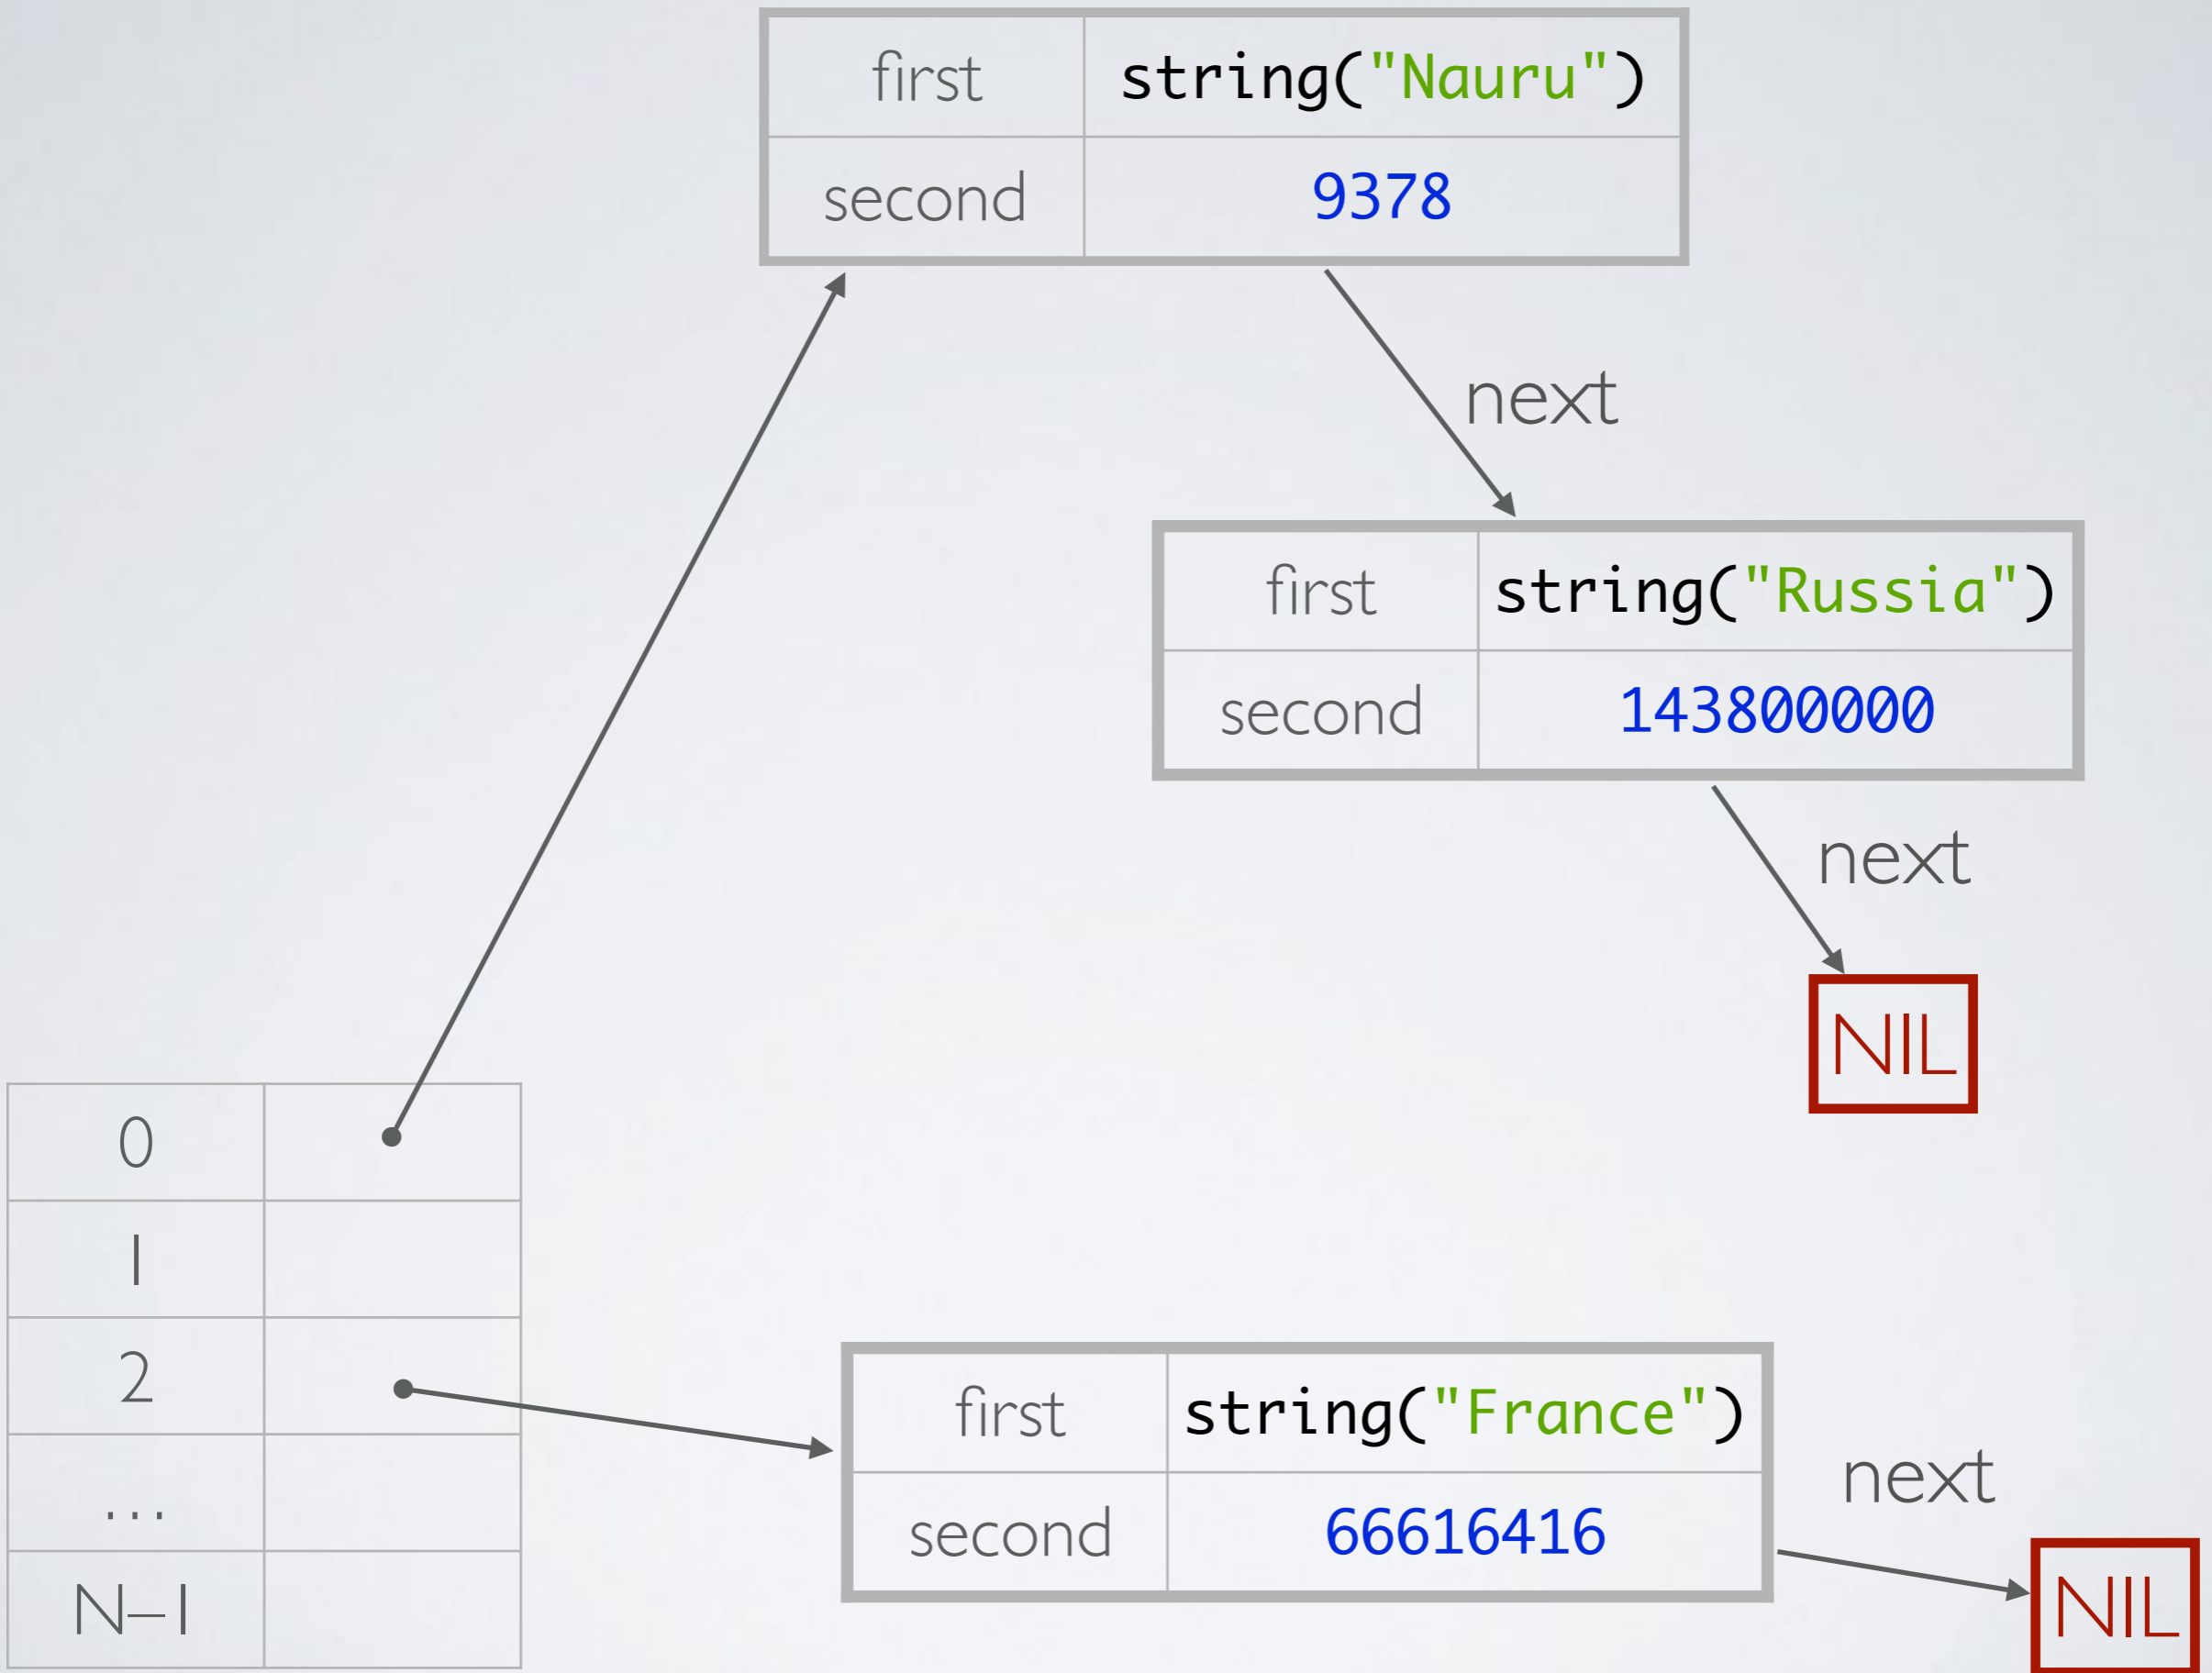 first string("Nauru")
second 9378
next
first string("Russia")
second 143800000
next
NIL
0
1
2
first string("France")
second 66616416
next
NIL
...
N–1